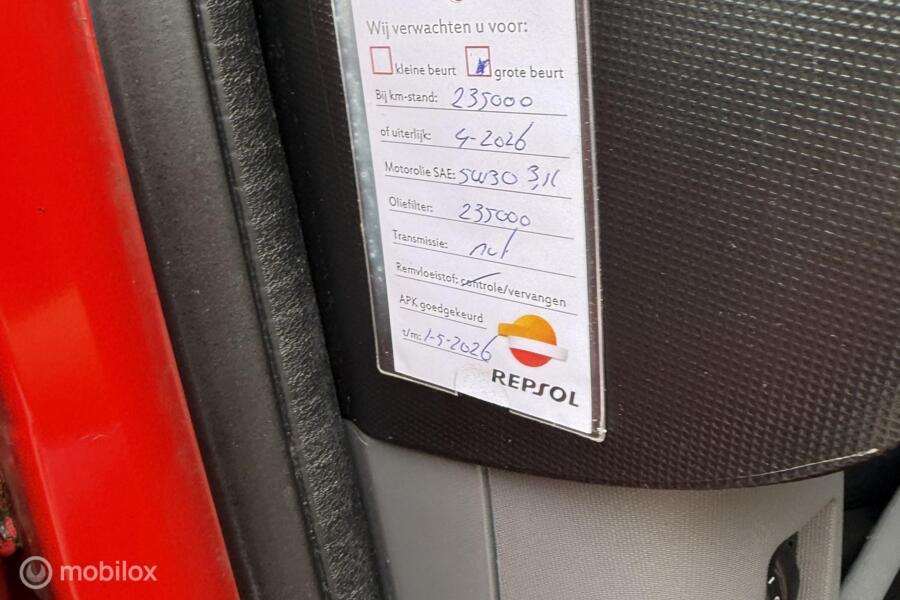 Wij verwachten u voor:
kleine beurt grote beurt
Bij km-stand: 235000
of uiterlijk: 4-2026
Motorolie SAE: 5W30 3,1L
Oliefilter: 235000
Transmissie:
Remvloeistof: controle/vervangen
APK goedgekeurd
t/m: 1-5-2026
REPSOL
mobilox